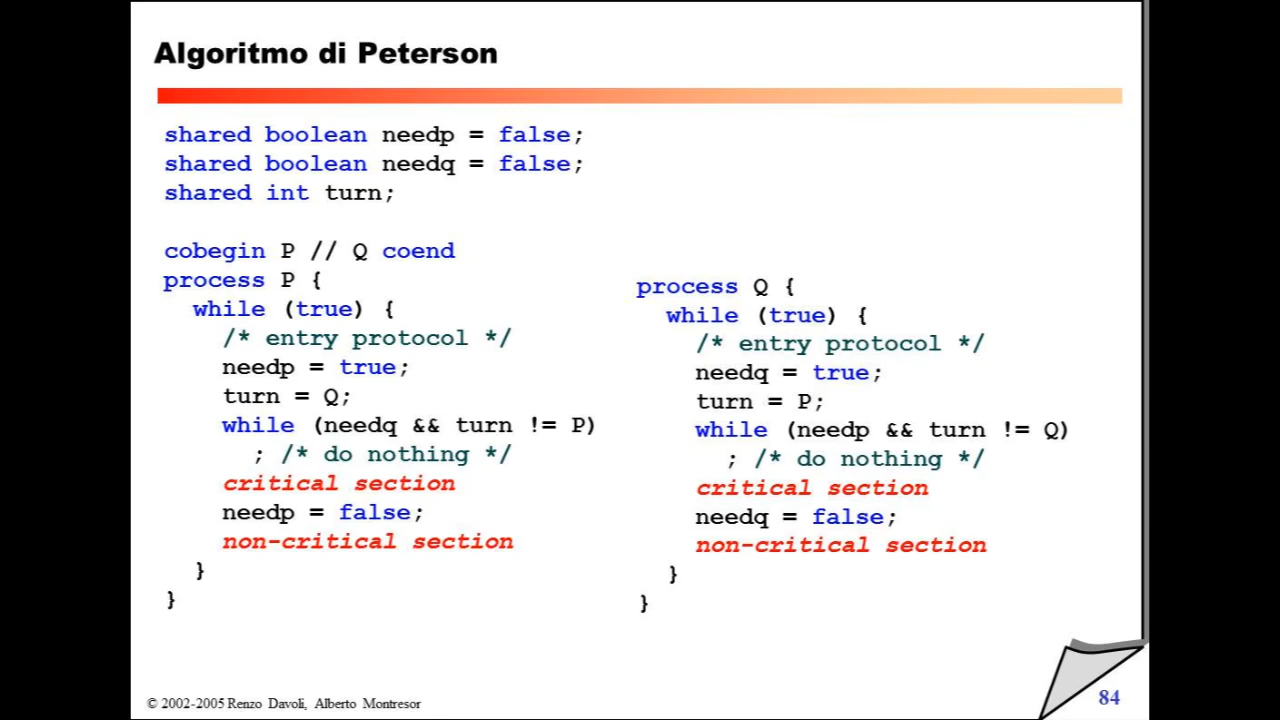 Algoritmo di Peterson
shared boolean needp = false;
shared boolean needq = false;
shared int turn;
cobegin P // Q coend
process P {
while (true) {
/* entry protocol */
needp = true;
turn = Q;
while (needq && turn != P)
; /* do nothing */
critical section
needp = false;
non-critical section
}
}
process Q {
while (true) {
/* entry protocol */
needq = true;
turn = P;
while (needp && turn != Q)
; /* do nothing */
critical section
needq = false;
non-critical section
}
}
© 2002-2005 Renzo Davoli, Alberto Montresor
84